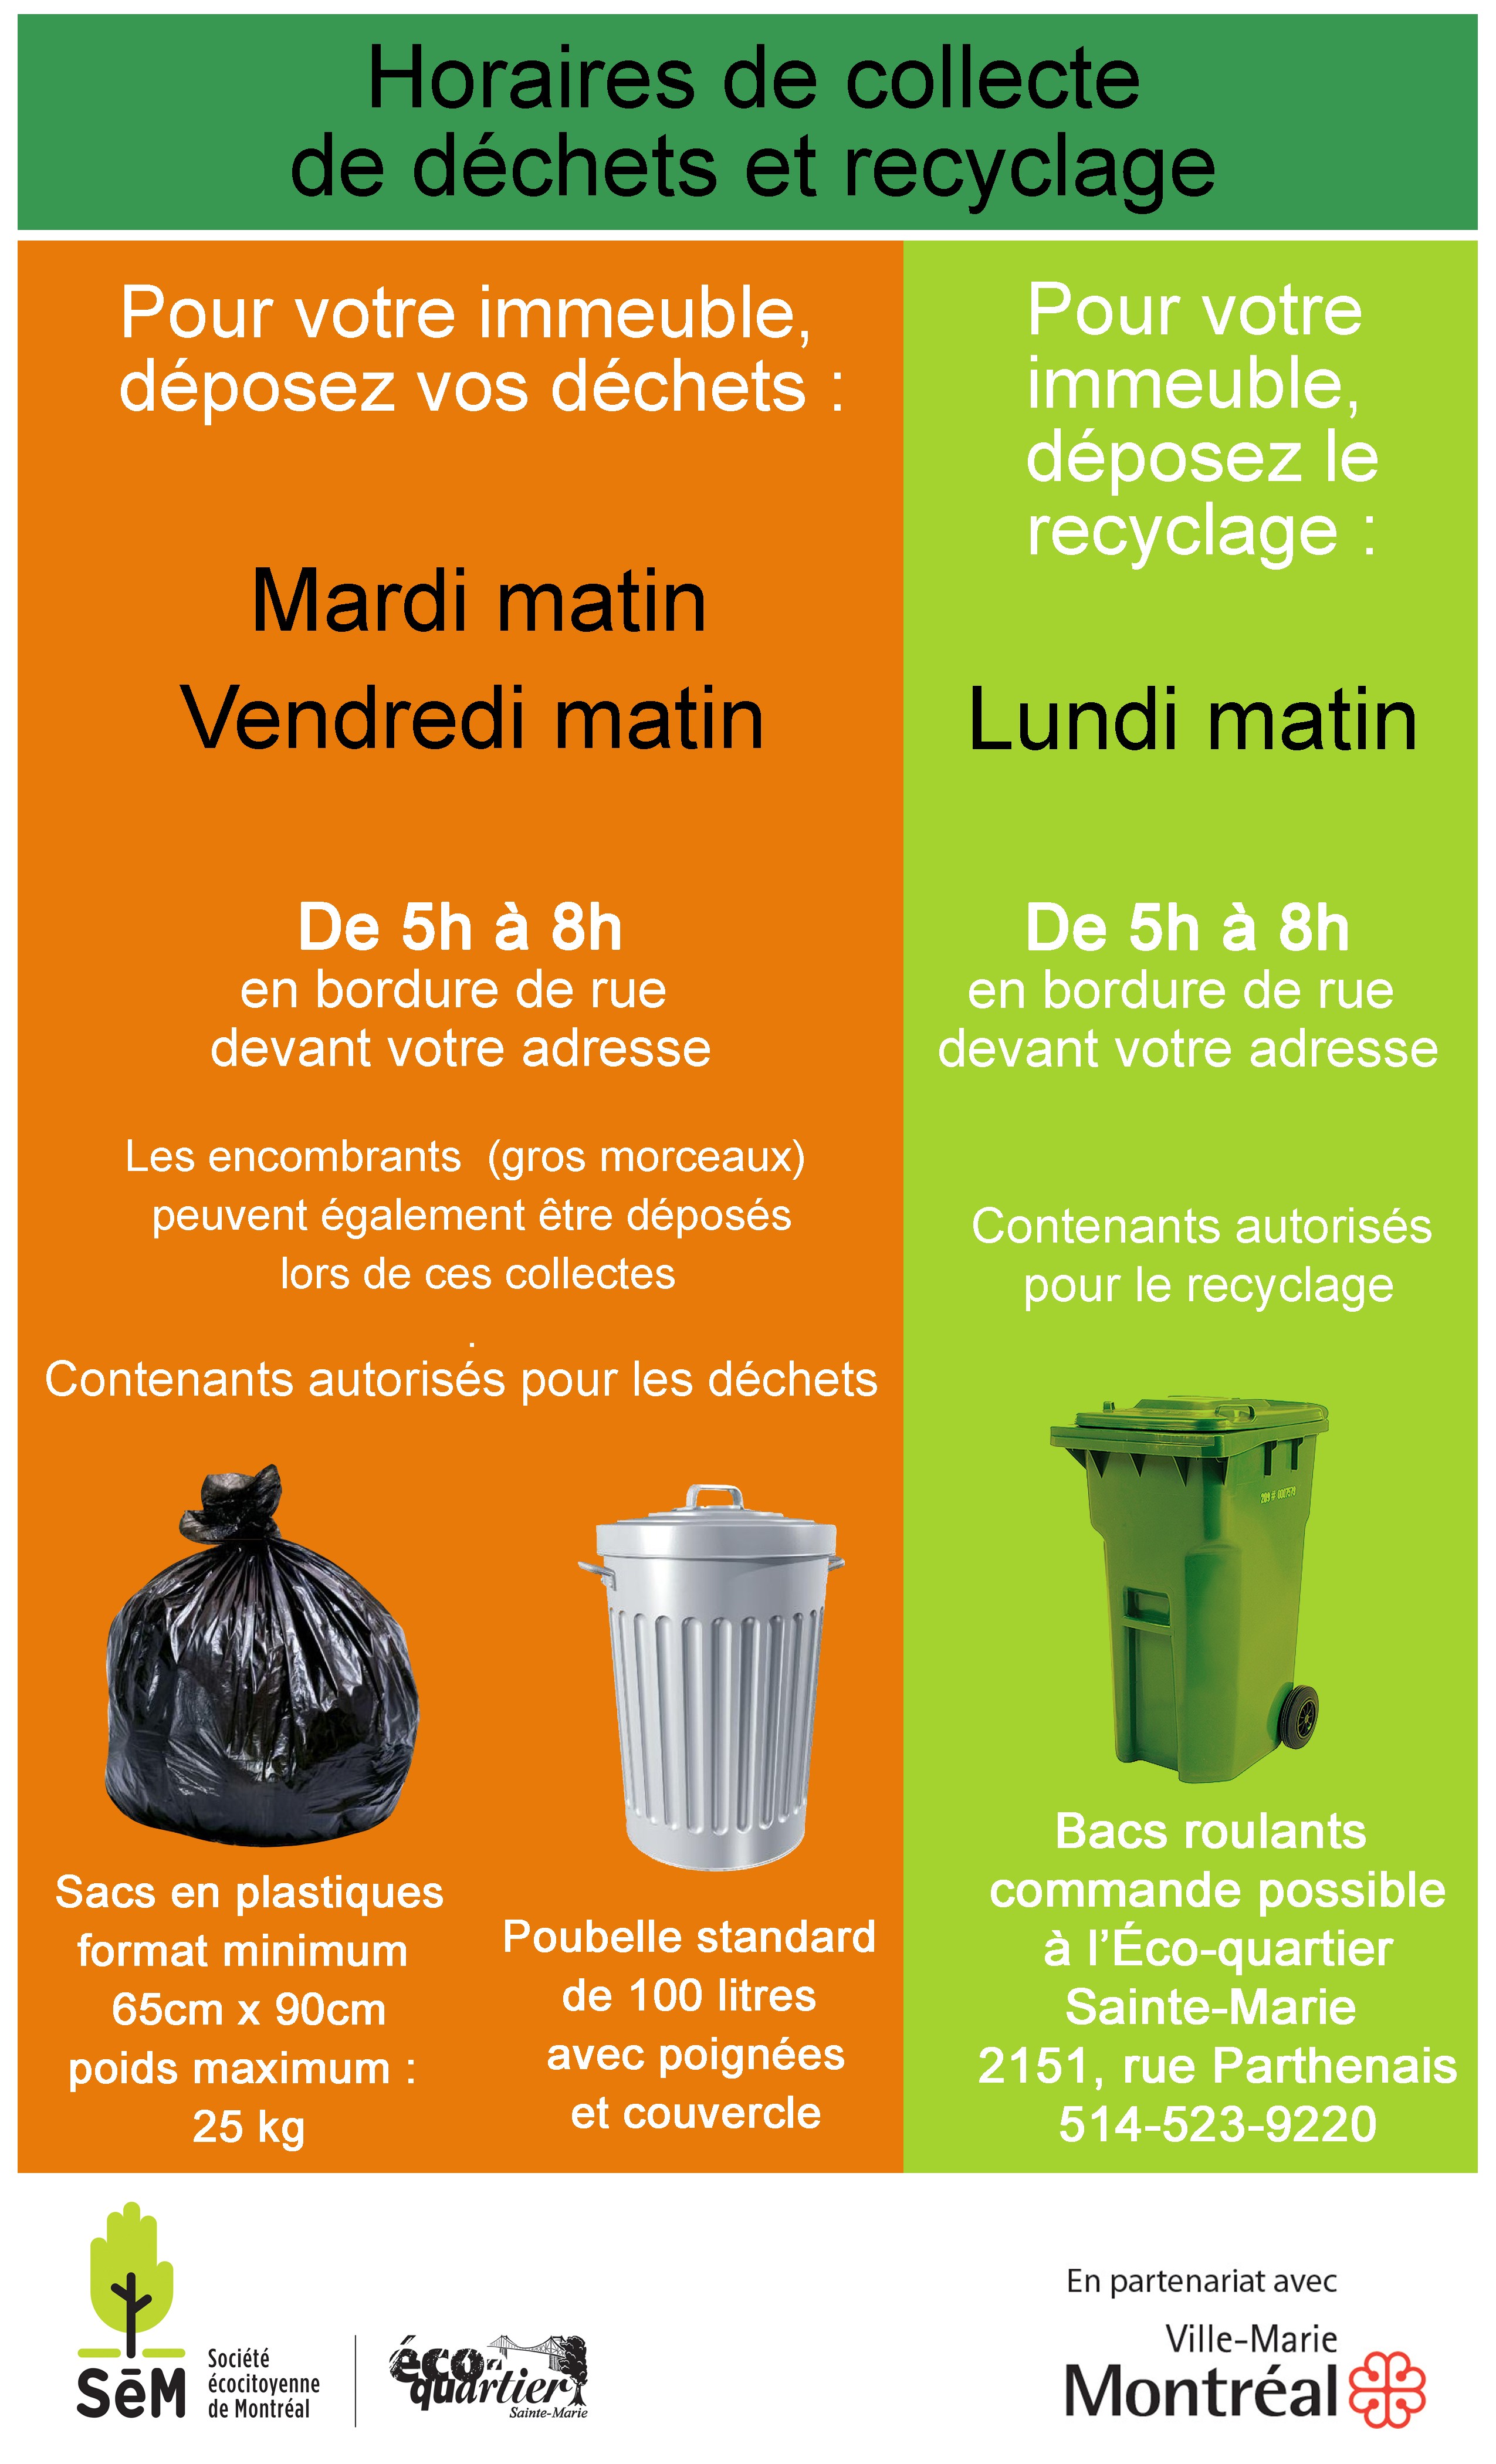 Horaires de collecte
de déchets et recyclage
Pour votre immeuble,
déposez vos déchets :
Mardi matin
Vendredi matin
De 5h à 8h
en bordure de rue
devant votre adresse
Les encombrants (gros morceaux)
peuvent également être déposés
lors de ces collectes
.
Contenants autorisés pour les déchets
Sacs en plastiques
format minimum
65cm x 90cm
poids maximum :
25 kg
Poubelle standard
de 100 litres
avec poignées
et couvercle
Pour votre
immeuble,
déposez le
recyclage :
Lundi matin
De 5h à 8h
en bordure de rue
devant votre adresse
Contenants autorisés
pour le recyclage
Bacs roulants
commande possible
à l’Éco-quartier
Sainte-Marie
2151, rue Parthenais
514-523-9220
SēM
Société
écocitoyenne
de Montréal
éco
quartier
Sainte-Marie
En partenariat avec
Ville-Marie
Montréal